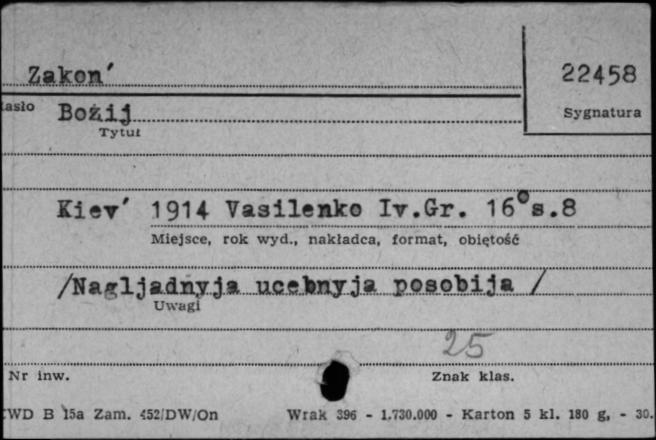 Zakon′
22458
asło
Bożij
Sygnatura
Tytuł
Kiev′ 1914 Vasilenko Iv.Gr. 16° s.8
Miejsce, rok wyd., nakładca, format, objętość
/Nagljadnyja ucebnyja posobija /
Uwagi
25
Nr inw.
Znak klas.
WD B 15a Zam. 452/DW/On Wrak 396 - 1.730.000 - Karton 5 kl. 180 g. - 30.